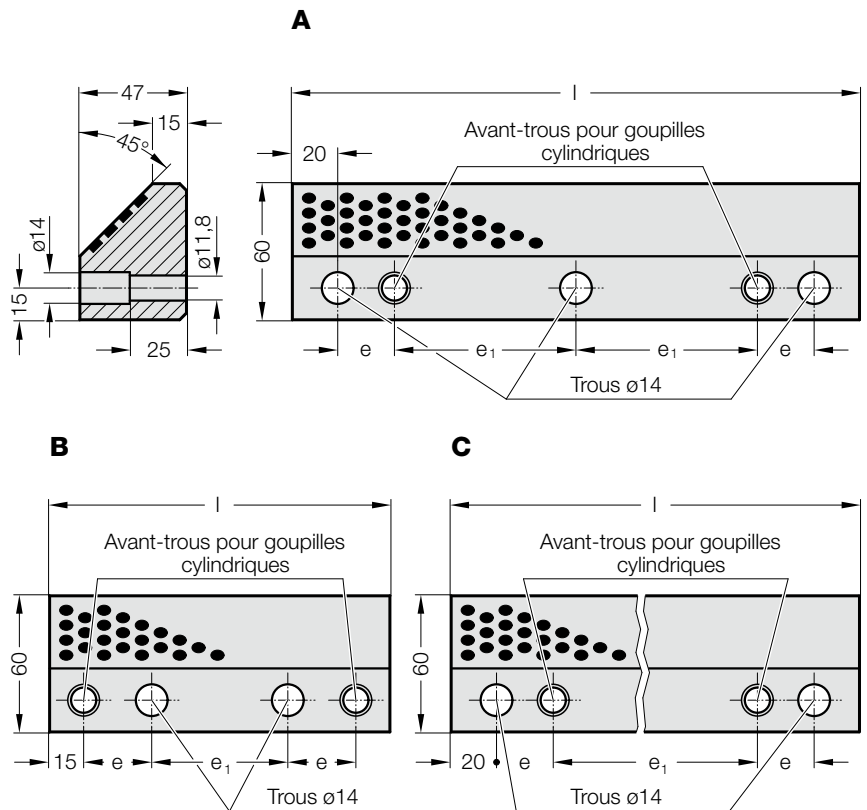 A
47
15
45°
ø14
15
ø11,8
25
l
Avant-trous pour goupilles
cylindriques
20
60
e
e₁
e₁
e
Trous ø14
B
l
Avant-trous pour goupilles
cylindriques
60
15
e
e₁
e
Trous ø14
C
l
Avant-trous pour goupilles
cylindriques
60
20
e
e₁
e
Trous ø14